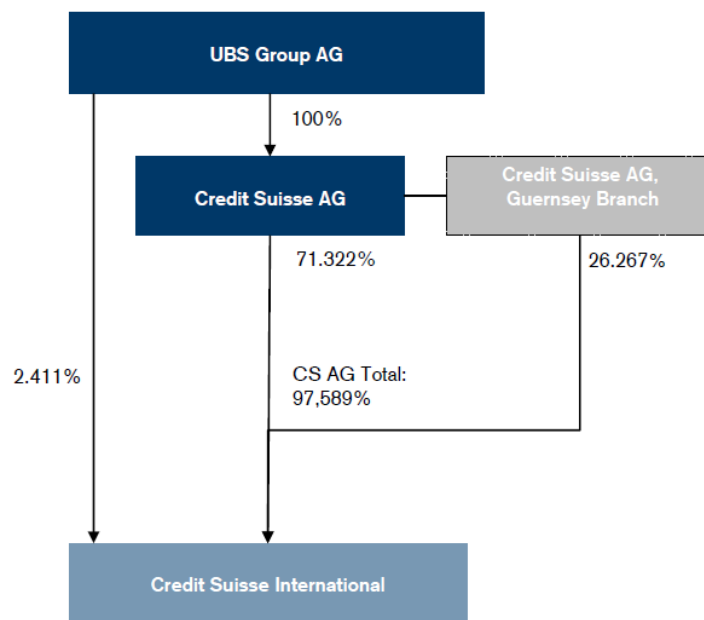 UBS Group AG
100%
Credit Suisse AG
Credit Suisse AG,
Guernsey Branch
71.322%
26.267%
2.411%
CS AG Total:
97,589%
Credit Suisse International